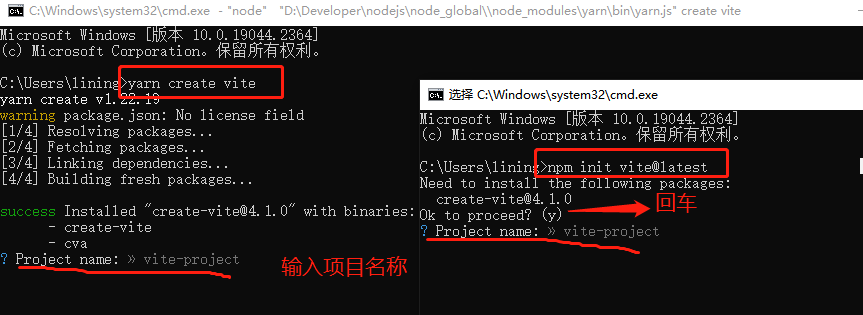 C:\Windows\system32\cmd.exe - "node" "D:\Developer\nodejs\node_global\\node_modules\yarn\bin\yarn.js" create vite
Microsoft Windows [版本 10.0.19044.2364]
(c) Microsoft Corporation。保留所有权利。
C:\Users\lining>yarn create vite
yarn create v1.22.19
warning package.json: No license field
[1/4] Resolving packages...
[2/4] Fetching packages...
[3/4] Linking dependencies...
[4/4] Building fresh packages...
success Installed "create-vite@4.1.0" with binaries:
- create-vite
- cva
? Project name: » vite-project
输入项目名称
选择 C:\Windows\system32\cmd.exe
Microsoft Windows [版本 10.0.19044.2364]
(c) Microsoft Corporation。保留所有权利。
C:\Users\lining>npm init vite@latest
Need to install the following packages:
create-vite@4.1.0
Ok to proceed? (y)
回车
? Project name: » vite-project